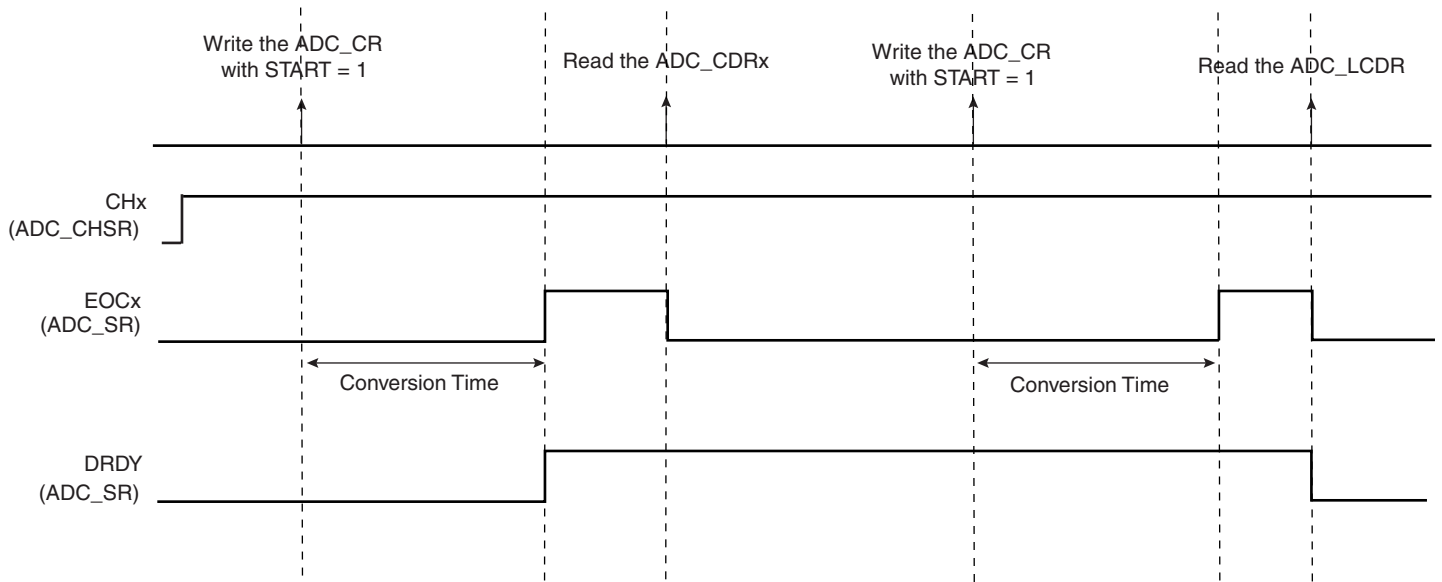 Write the ADC_CR
with START = 1
Read the ADC_CDRx
Write the ADC_CR
with START = 1
Read the ADC_LCDR
CHx
(ADC_CHSR)
EOCx
(ADC_SR)
Conversion Time
Conversion Time
DRDY
(ADC_SR)